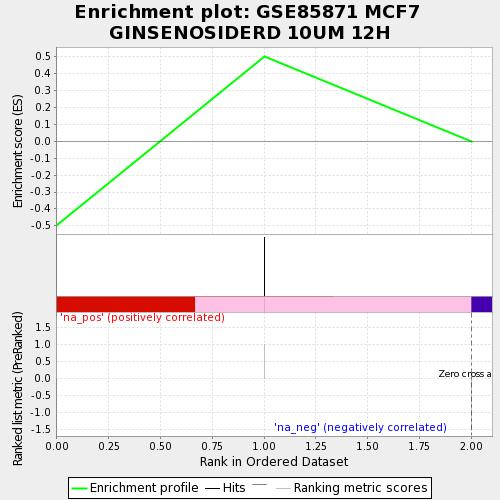 Enrichment plot: GSE85871 MCF7
GINSENOSIDERD 10UM 12H
Enrichment score (ES)
0.5
0.4
0.3
0.2
0.1
0.0
-0.1
-0.2
-0.3
-0.4
-0.5
'na_pos' (positively correlated)
Ranked list metric (PreRanked)
1.5
1.0
0.5
0.0
-0.5
-1.0
-1.5
Zero cross a
'na_neg' (negatively correlated)
0.00 0.25 0.50 0.75 1.00 1.25 1.50 1.75 2.00
Rank in Ordered Dataset
Enrichment profile Hits Ranking metric scores